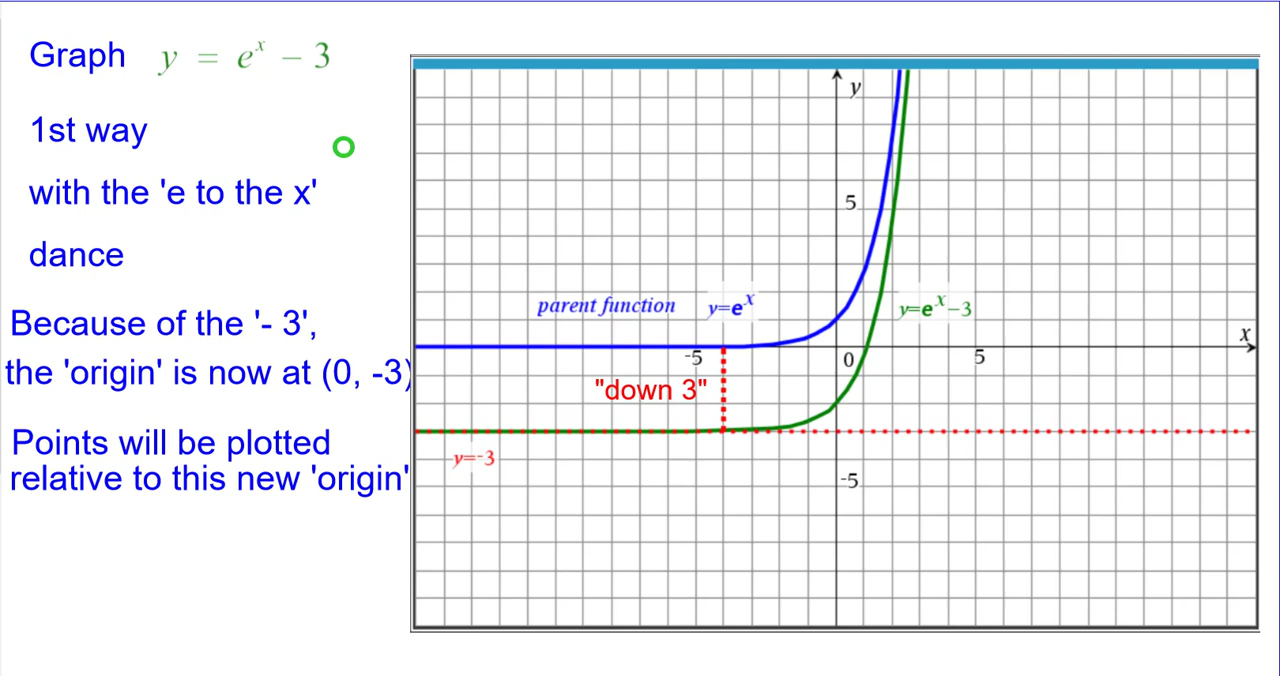 Graph y = e^x − 3
1st way
with the 'e to the x'
dance
Because of the '- 3',
the 'origin' is now at (0, -3)
Points will be plotted
relative to this new 'origin'
y
5
parent function y=e^x
y=e^x−3
x
-5
0
5
"down 3"
y=-3
-5